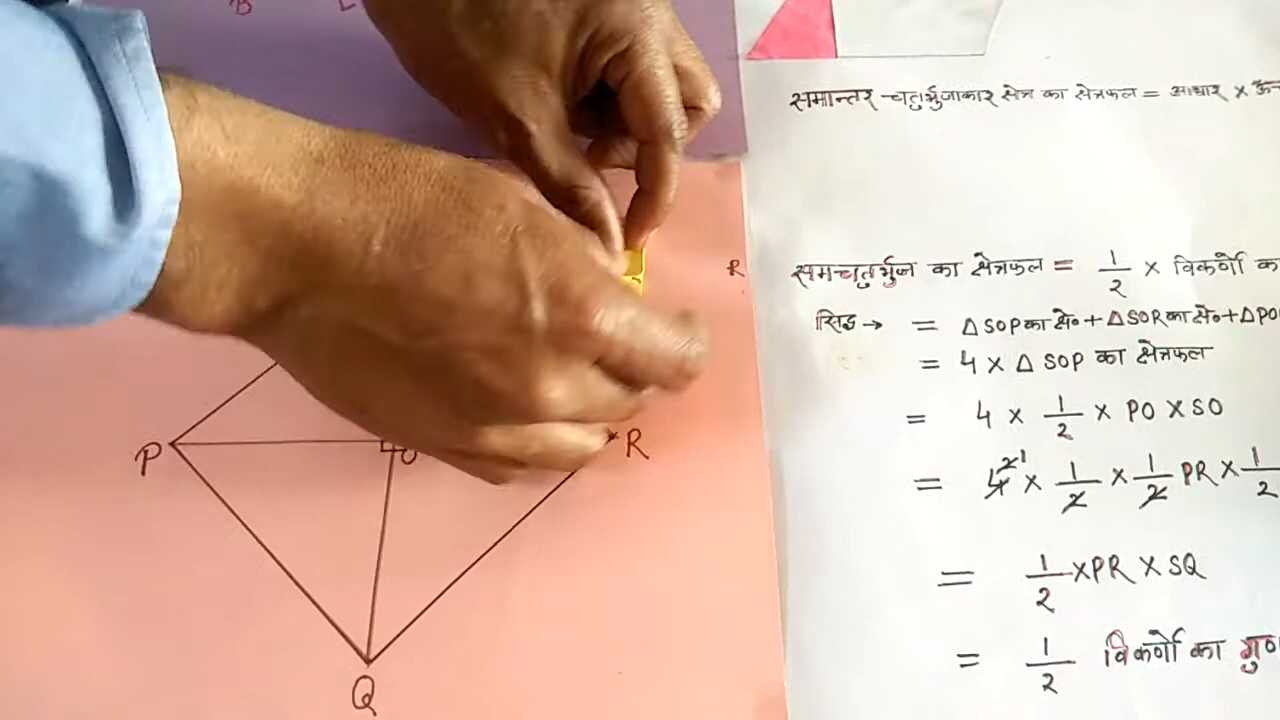 B
समान्तर चतुर्भुजाकार क्षेत्र का क्षेत्रफल = आधार ×
R
समचतुर्भुज का क्षेत्रफल = 1/2 × विकर्णो
सिद्ध → = △SOP का क्षे० + △SOR का क्षे० + △PO
= 4 × △ SOP का क्षेत्रफल
= 4 × 1/2 × PO × SO
= 4 2 1 × 1/2 × 1/2 PR × 1/2
= 1/2 × PR × SQ
= 1/2 विकर्णो का
P
O
R
Q